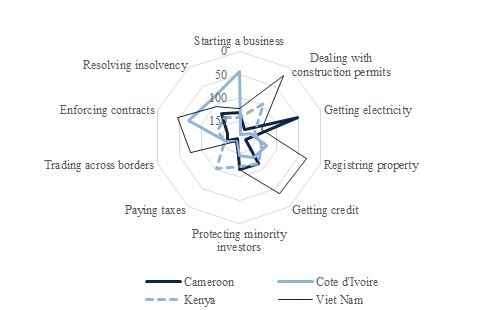 Starting a business
0
Dealing with
Resolving insolvency
construction permits
50
100
Enforcing contracts
Getting electricity
15
Trading across borders
Registring property
Paying taxes
Getting credit
Protecting minority
investors
Cameroon
Cote d'Ivoire
Kenya
Viet Nam